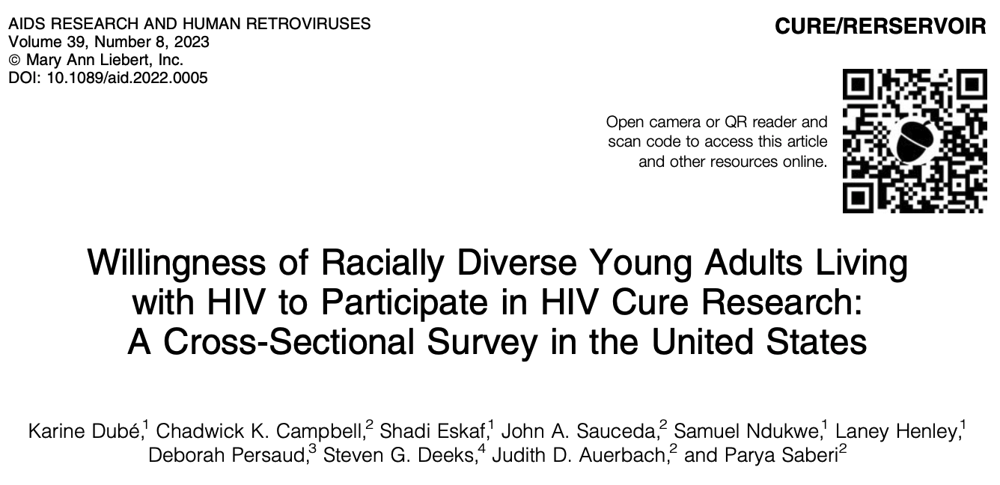 AIDS RESEARCH AND HUMAN RETROVIRUSES
Volume 39, Number 8, 2023
© Mary Ann Liebert, Inc.
DOI: 10.1089/aid.2022.0005
CURE/RERSERVOIR
Open camera or QR reader and
scan code to access this article
and other resources online.
Willingness of Racially Diverse Young Adults Living
with HIV to Participate in HIV Cure Research:
A Cross-Sectional Survey in the United States
Karine Dubé,1 Chadwick K. Campbell,2 Shadi Eskaf,1 John A. Sauceda,2 Samuel Ndukwe,1 Laney Henley,1
Deborah Persaud,3 Steven G. Deeks,4 Judith D. Auerbach,2 and Parya Saberi2